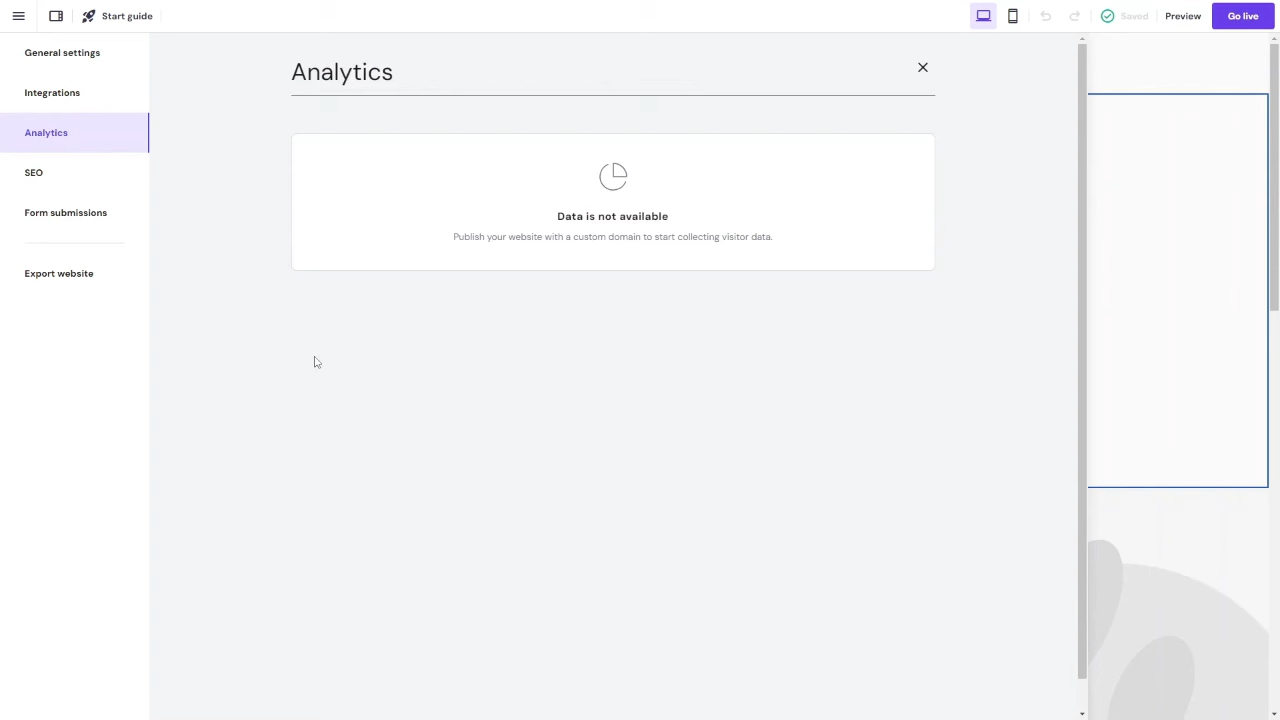 Start guide
Saved
Preview
Go live
General settings
Integrations
Analytics
SEO
Form submissions
Export website
Analytics
Data is not available
Publish your website with a custom domain to start collecting visitor data.